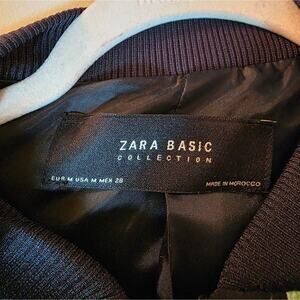 ZARA BASIC
COLLECTION
EUR M USA M MEX 28
MADE IN MOROCCO